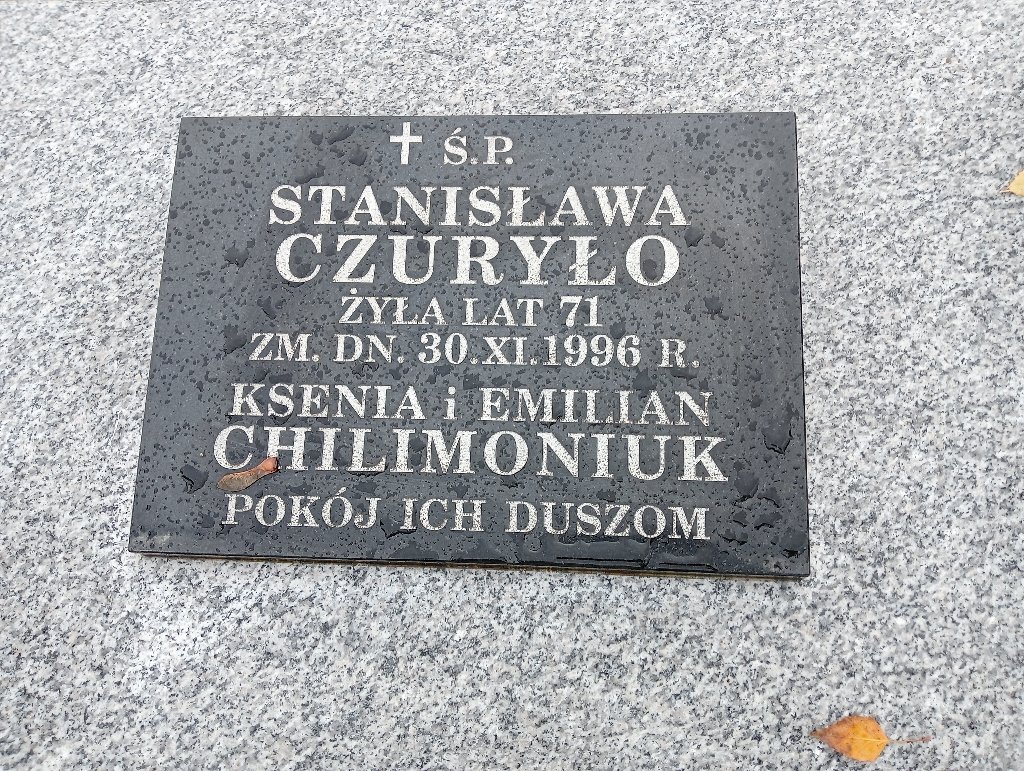 Ś.P.
STANISŁAWA
CZURYŁO
ŻYŁA LAT 71
ZM. DN. 30.XI.1996 R.
KSENIA i EMILIAN
CHILIMONIUK
POKÓJ ICH DUSZOM